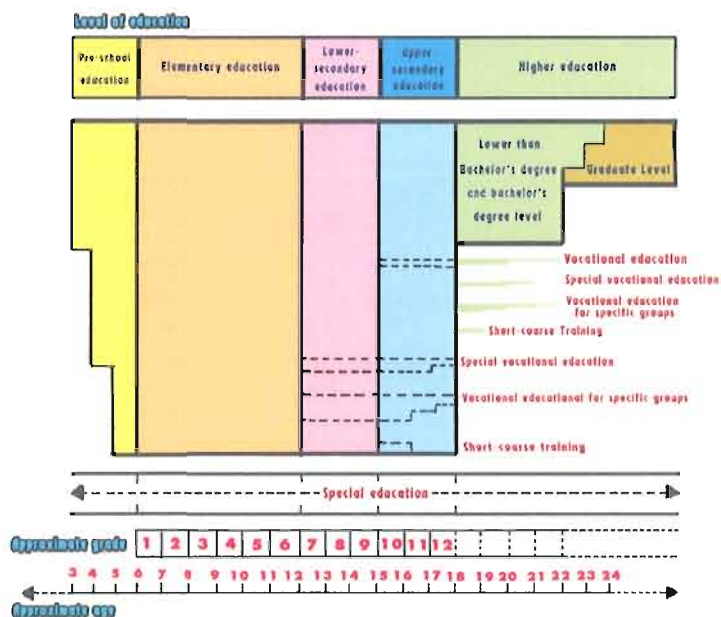 Level of education
Pre-school
education
Elementary education
Lower-
secondary
education
Upper
secondary
education
Higher education
Lower than
Bachelor's degree
and bachelor's
degree level
Graduate Level
Vocational education
Special vocational education
Vocational education
for specific groups
Short-coarse Training
Special vocational education
Vocational educational for specific groups
Short-coarse training
Special education
Approximate grade
1 2 3 4 5 6 7 8 9 10 11 12
3 4 5 6 7 8 9 10 11 12 13 14 15 16 17 18 19 20 21 22 23 24
Approximate age